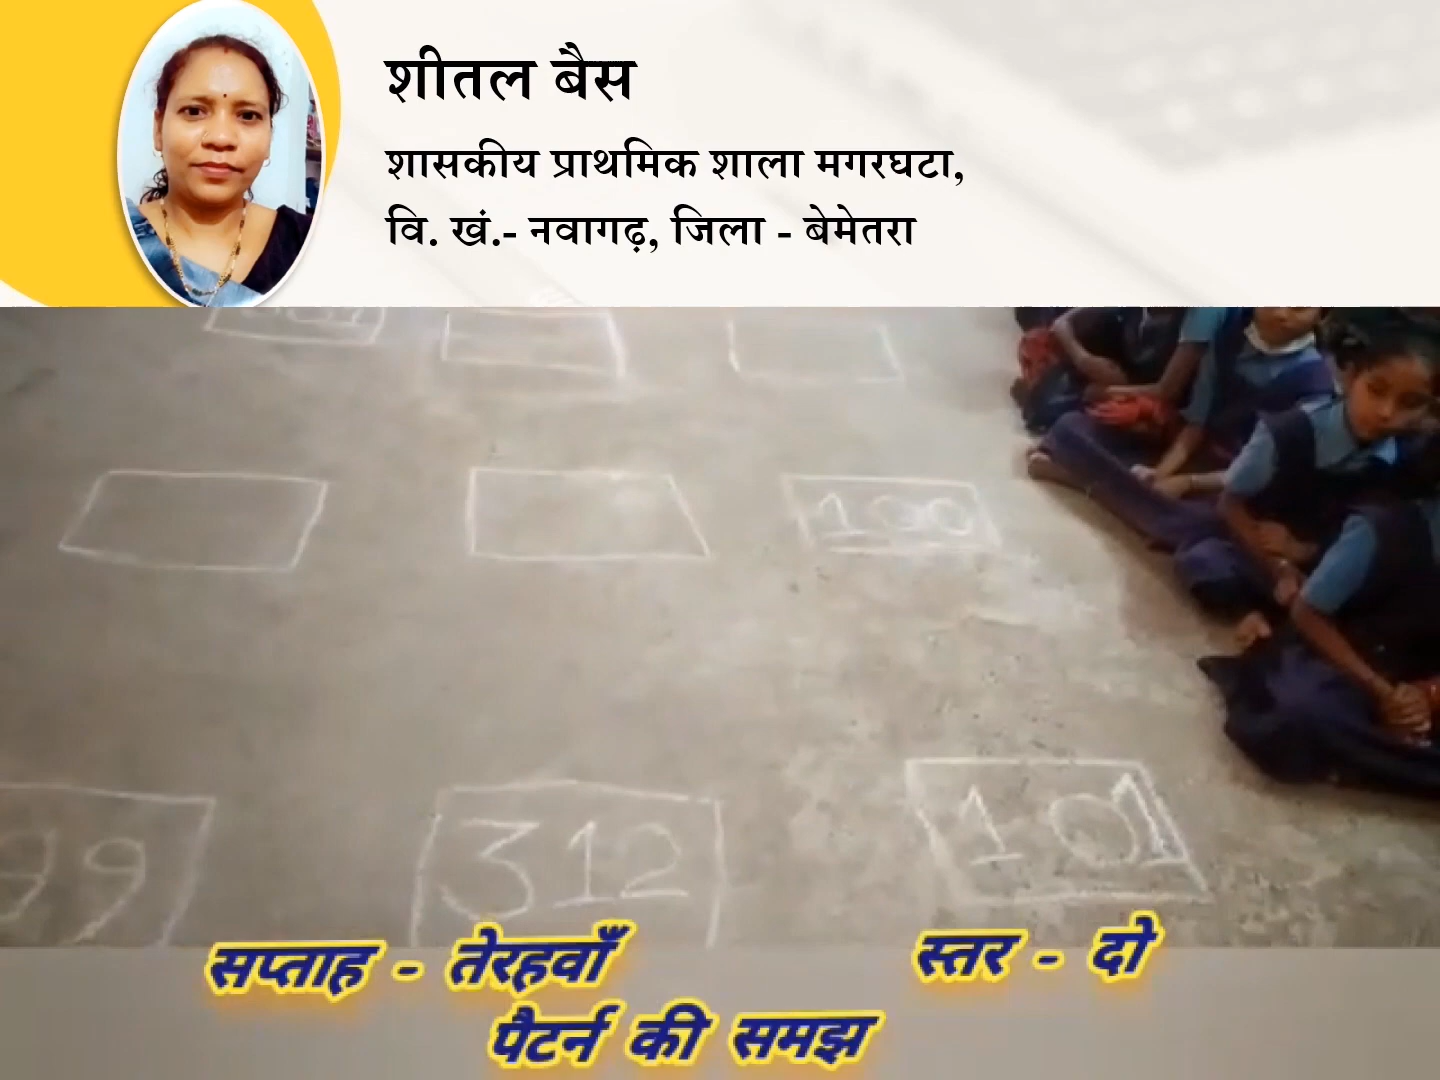 शीतल बैस
शासकीय प्राथमिक शाला मगरघटा,
वि. खं.- नवागढ़, जिला - बेमेतरा
100
99 312 101
सप्ताह - तेरहवाँ स्तर - दो
पैटर्न की समझ